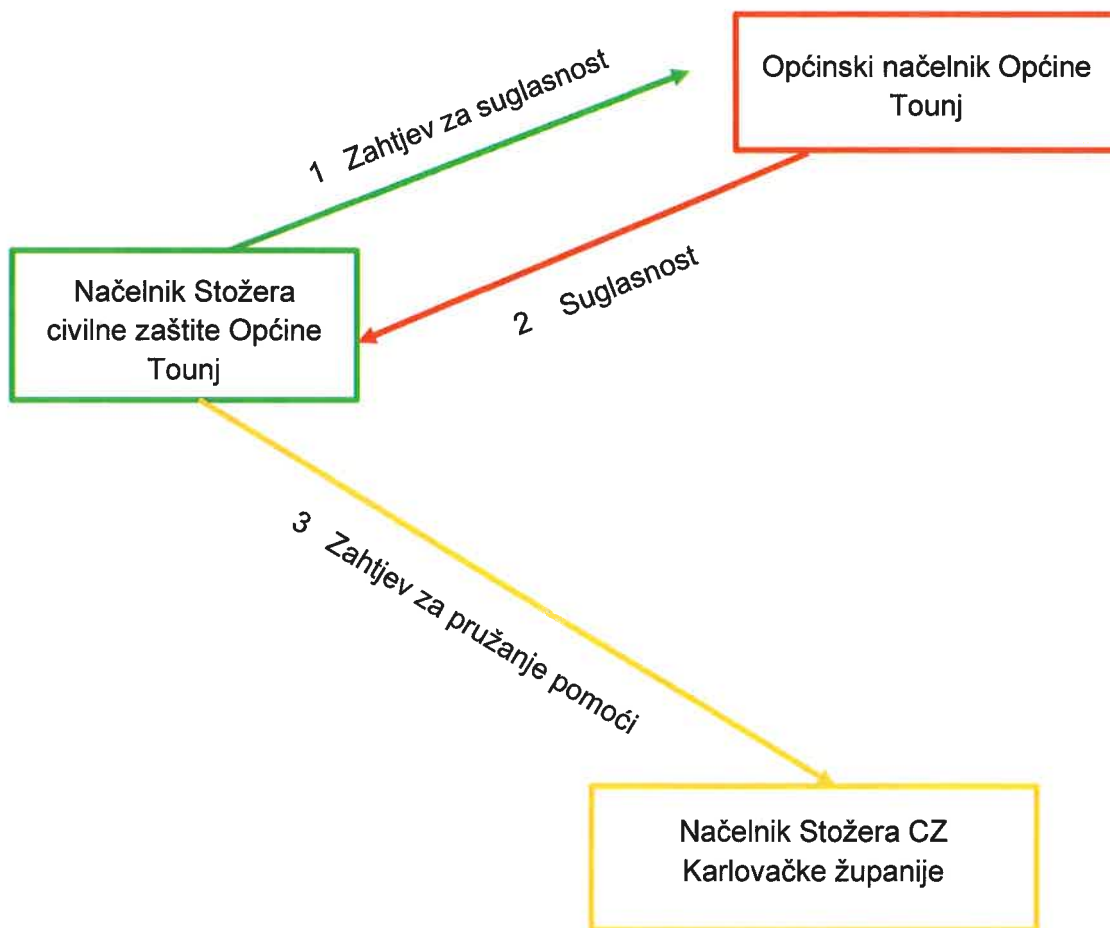 Općinski načelnik Općine
Tounj
1 Zahtjev za suglasnost
2 Suglasnost
Načelnik Stožera
civilne zaštite Općine
Tounj
3 Zahtjev za pružanje pomoći
Načelnik Stožera CZ
Karlovačke županije